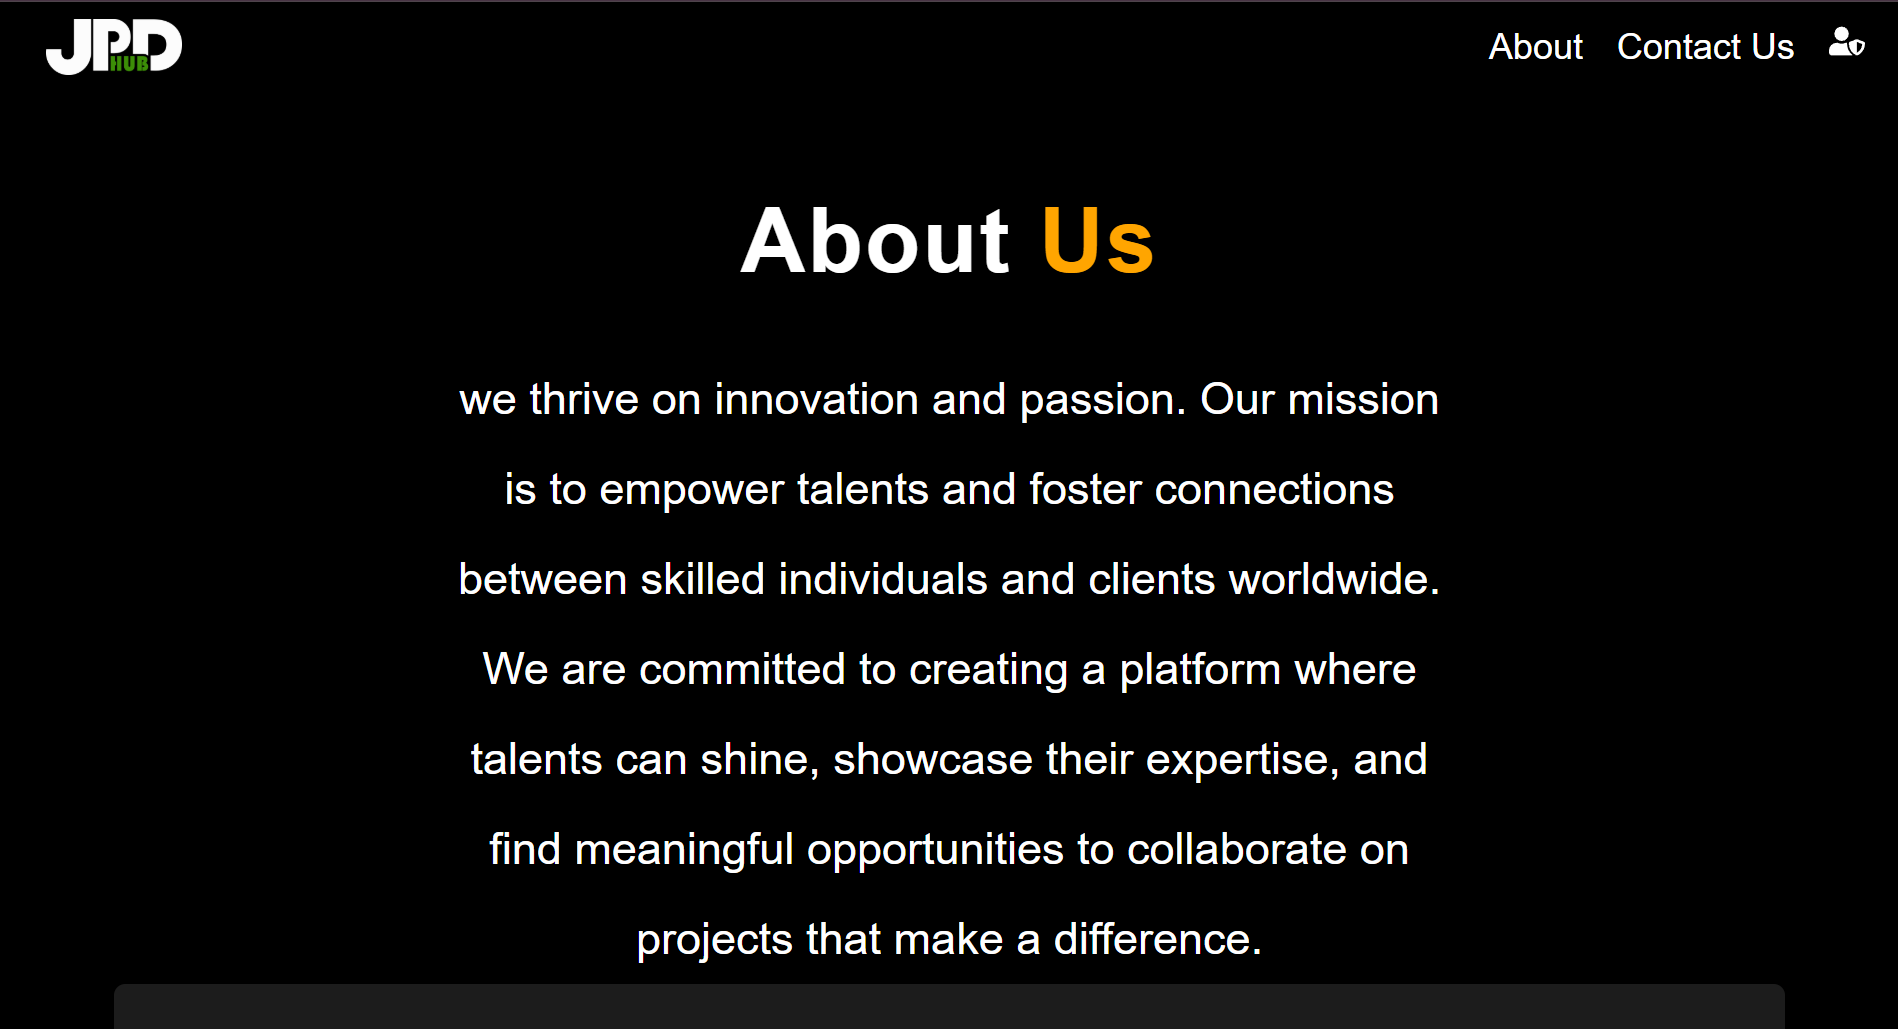 JPD
HUB
About
Contact Us
About Us
we thrive on innovation and passion. Our mission
is to empower talents and foster connections
between skilled individuals and clients worldwide.
We are committed to creating a platform where
talents can shine, showcase their expertise, and
find meaningful opportunities to collaborate on
projects that make a difference.